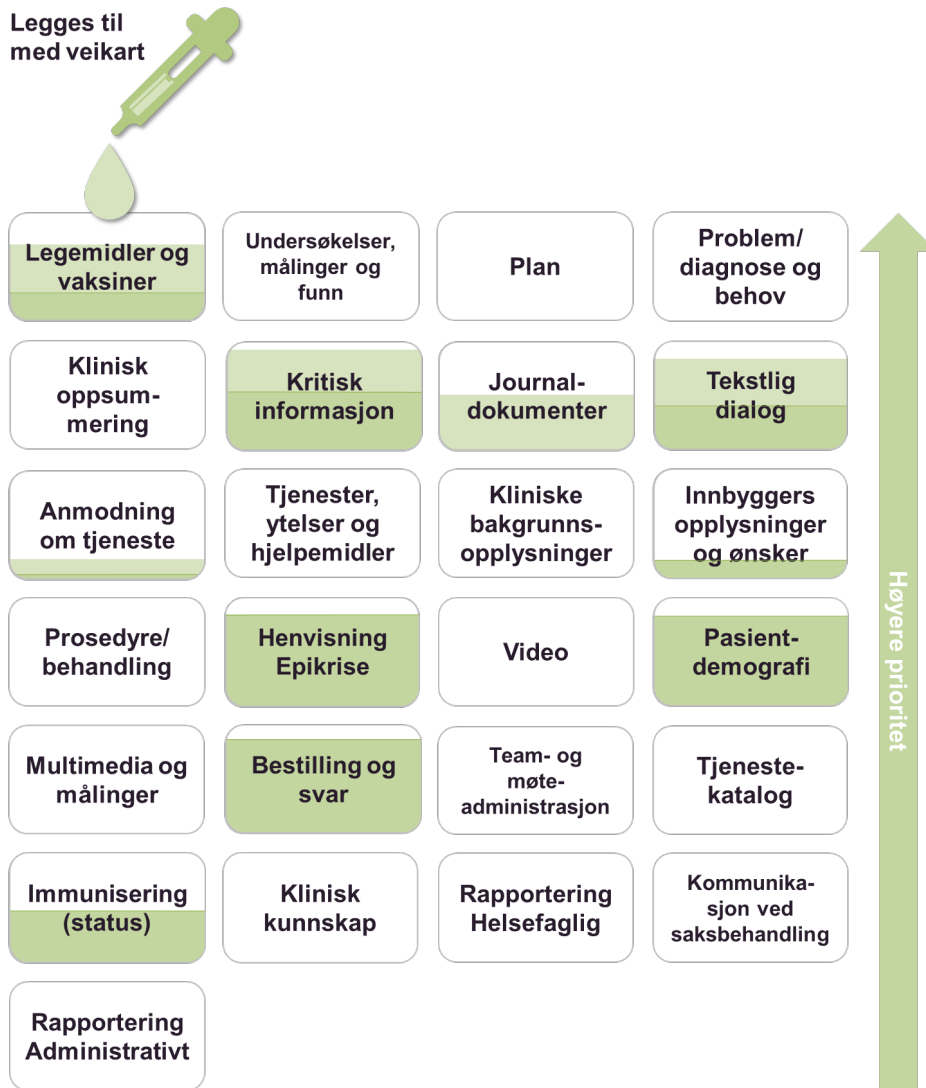 Legges til
med veikart
Legemidler og
vaksiner
Undersøkelser,
målinger og
funn
Plan
Problem/
diagnose og
behov
Klinisk
oppsum-
mering
Kritisk
informasjon
Journal-
dokumenter
Tekstlig
dialog
Anmodning
om tjeneste
Tjenester,
ytelser og
hjelpemidler
Kliniske
bakgrunns-
opplysninger
Innbyggers
opplysninger
og ønsker
Prosedyre/
behandling
Henvisning
Epikrise
Video
Pasient-
demografi
Multimedia og
målinger
Bestilling og
svar
Team- og
møte-
administrasjon
Tjeneste-
katalog
Immunisering
(status)
Klinisk
kunnskap
Rapportering
Helsefaglig
Kommunika-
sjon ved
saksbehandling
Rapportering
Administrativt
Høyere prioritet